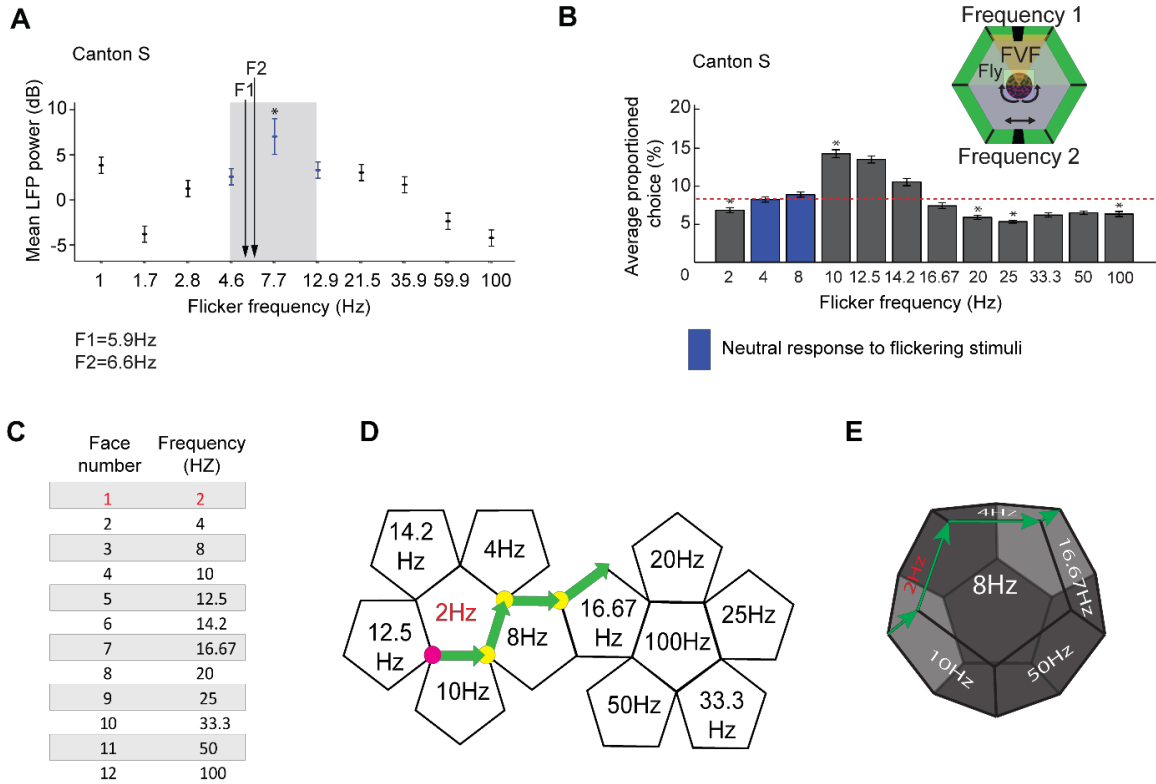 A
Canton S
F2
F1
*
Mean LFP power (dB)
10
5
0
-5
1 1.7 2.8 4.6 7.7 12.9 21.5 35.9 59.9 100
Flicker frequency (Hz)
F1=5.9Hz
F2=6.6Hz
B
Canton S
Frequency 1
FVF
Fly
Frequency 2
Average proportioned
choice (%)
20
15
10
5
0
* * * * *
2 4 8 10 12.5 14.2 16.67 20 25 33.3 50 100
Flicker frequency (Hz)
Neutral response to flickering stimuli
C
Face
number
Frequency
(HZ)
1 2
2 4
3 8
4 10
5 12.5
6 14.2
7 16.67
8 20
9 25
10 33.3
11 50
12 100
D
14.2
Hz
4Hz
2Hz
12.5
Hz
8Hz
10Hz
16.67
Hz
20Hz
25Hz
100Hz
50Hz
33.3
Hz
E
4Hz
2Hz
8Hz
16.67Hz
10Hz
50Hz